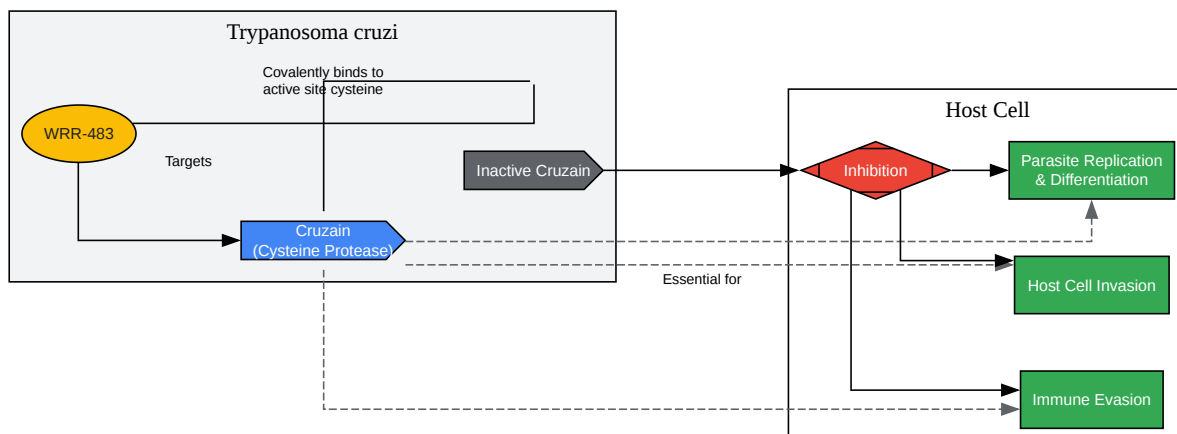 Trypanosoma cruzi
Covalently binds to
active site cysteine
WRR-483
Targets
Inactive Cruzain
Cruzain
(Cysteine Protease)
Essential for
Host Cell
Inhibition
Parasite Replication
& Differentiation
Host Cell Invasion
Immune Evasion